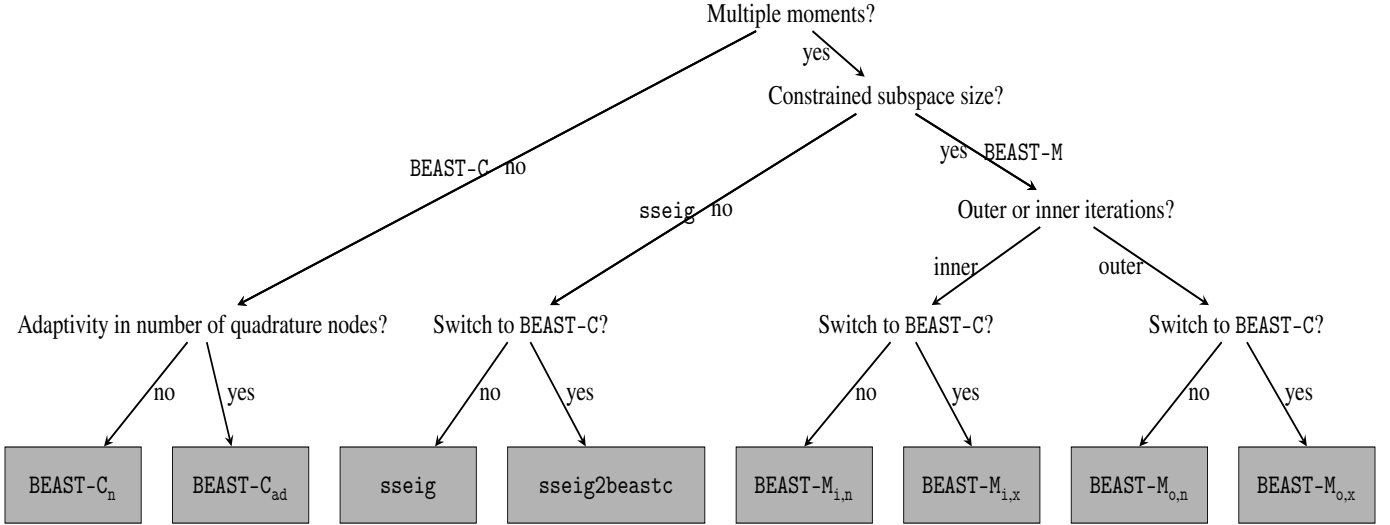 Multiple moments?
yes
Constrained subspace size?
BEAST-C no
yes BEAST-M
sseig no
Outer or inner iterations?
inner
outer
Adaptivity in number of quadrature nodes?
Switch to BEAST-C?
Switch to BEAST-C?
Switch to BEAST-C?
no
yes
no
yes
no
yes
no
yes
BEAST-Cn
BEAST-Cad
sseig
sseig2beastc
BEAST-Mi,n
BEAST-Mi,x
BEAST-Mo,n
BEAST-Mo,x